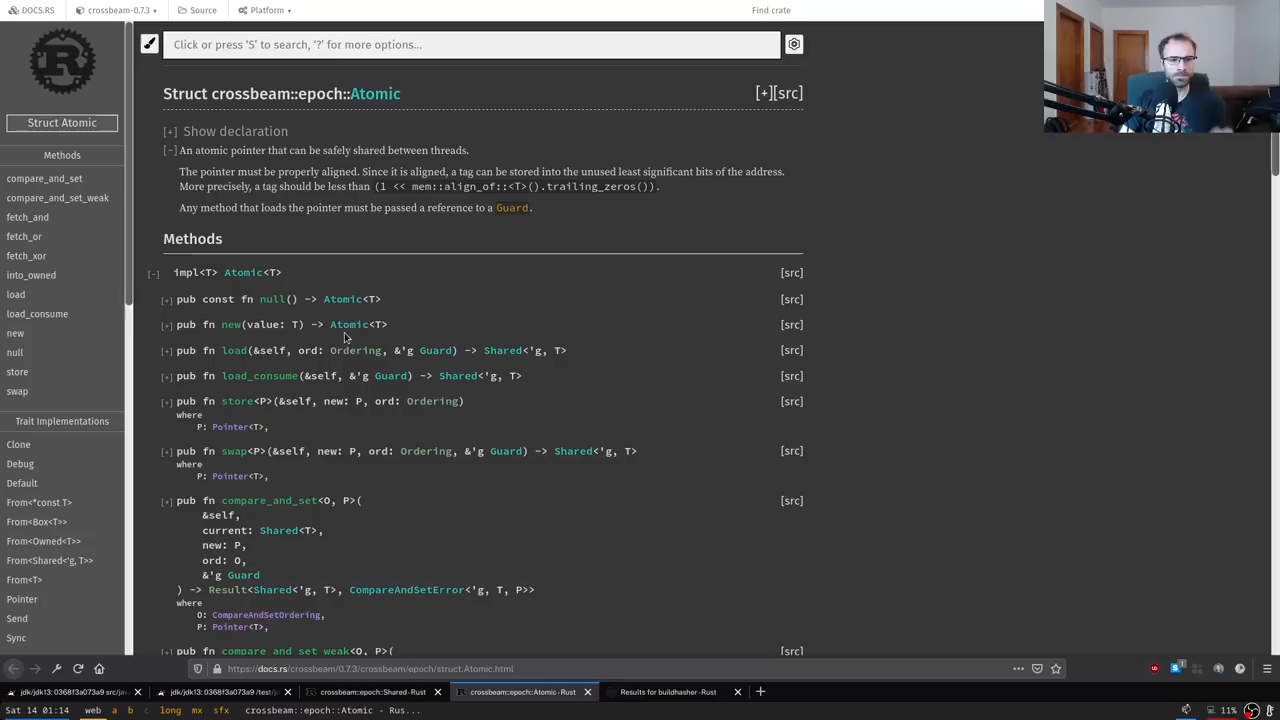 DOCS.RS
crossbeam-0.7.3
Source
Platform
Find crate
Click or press ‘S’ to search, ‘?’ for more options…
Struct Atomic
Methods
compare_and_set
compare_and_set_weak
fetch_and
fetch_or
fetch_xor
into_owned
load
load_consume
new
null
store
swap
Trait Implementations
Clone
Debug
Default
From<*const T>
From<Box<T>>
From<Owned<T>>
From<Shared<'g, T>>
From<T>
Pointer
Send
Sync
Struct crossbeam::epoch::Atomic
[+][src]
[+] Show declaration
[-] An atomic pointer that can be safely shared between threads.
The pointer must be properly aligned. Since it is aligned, a tag can be stored into the unused least significant bits of the address.
More precisely, a tag should be less than (1 << mem::align_of::<T>().trailing_zeros()).
Any method that loads the pointer must be passed a reference to a Guard.
Methods
[-] impl<T> Atomic<T> [src]
[+] pub const fn null() -> Atomic<T> [src]
[+] pub fn new(value: T) -> Atomic<T> [src]
[+] pub fn load(&self, ord: Ordering, &'g Guard) -> Shared<'g, T> [src]
[+] pub fn load_consume(&self, &'g Guard) -> Shared<'g, T> [src]
[+] pub fn store<P>(&self, new: P, ord: Ordering) [src]
where
P: Pointer<T>,
[+] pub fn swap<P>(&self, new: P, ord: Ordering, &'g Guard) -> Shared<'g, T> [src]
where
P: Pointer<T>,
[+] pub fn compare_and_set<O, P>( [src]
&self,
current: Shared<T>,
new: P,
ord: O,
&'g Guard
) -> Result<Shared<'g, T>, CompareAndSetError<'g, T, P>>
where
O: CompareAndSetOrdering,
P: Pointer<T>,
[+] pub fn compare_and_set_weak<O, P>( [src]
https://docs.rs/crossbeam/0.7.3/crossbeam/epoch/struct.Atomic.html
jdk/jdk13: 0368f3a073a9 src/jav
jdk/jdk13: 0368f3a073a9 /test/j
crossbeam::epoch::Shared - Rust
crossbeam::epoch::Atomic - Rust
Results for buildhasher - Rust
Sat 14 01:14 web a b c long mx sfx crossbeam::epoch::Atomic - Rus... 11%